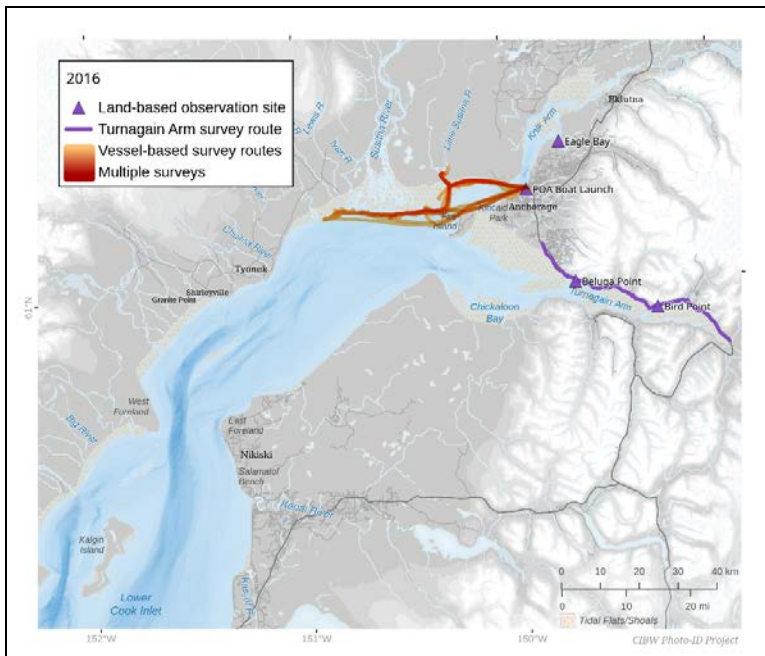 2016
Land-based observation site
Turnagain Arm survey route
Vessel-based survey routes
Multiple surveys
Lewis R.
Susitna River
Little Susitna R.
Knik Arm
Eklutna
Eagle Bay
POA Boat Launch
Anchorage
Kincaid
Park
Island
Chuitna River
Tyonek
Beluga Point
Shirleyville
Granite Point
Turnagain Arm
Bird Point
Chickaloon
Bay
61°N
West
Foreland
East
Foreland
Big River
Nikiski
Salamatof
Beach
Kenai River
Kalgin
Island
Lower
Cook Inlet
0 10 20 30 40 km
0 10 20 mi
Tidal Flats/Shoals
152°W
151°W
150°W
CIBW Photo-ID Project